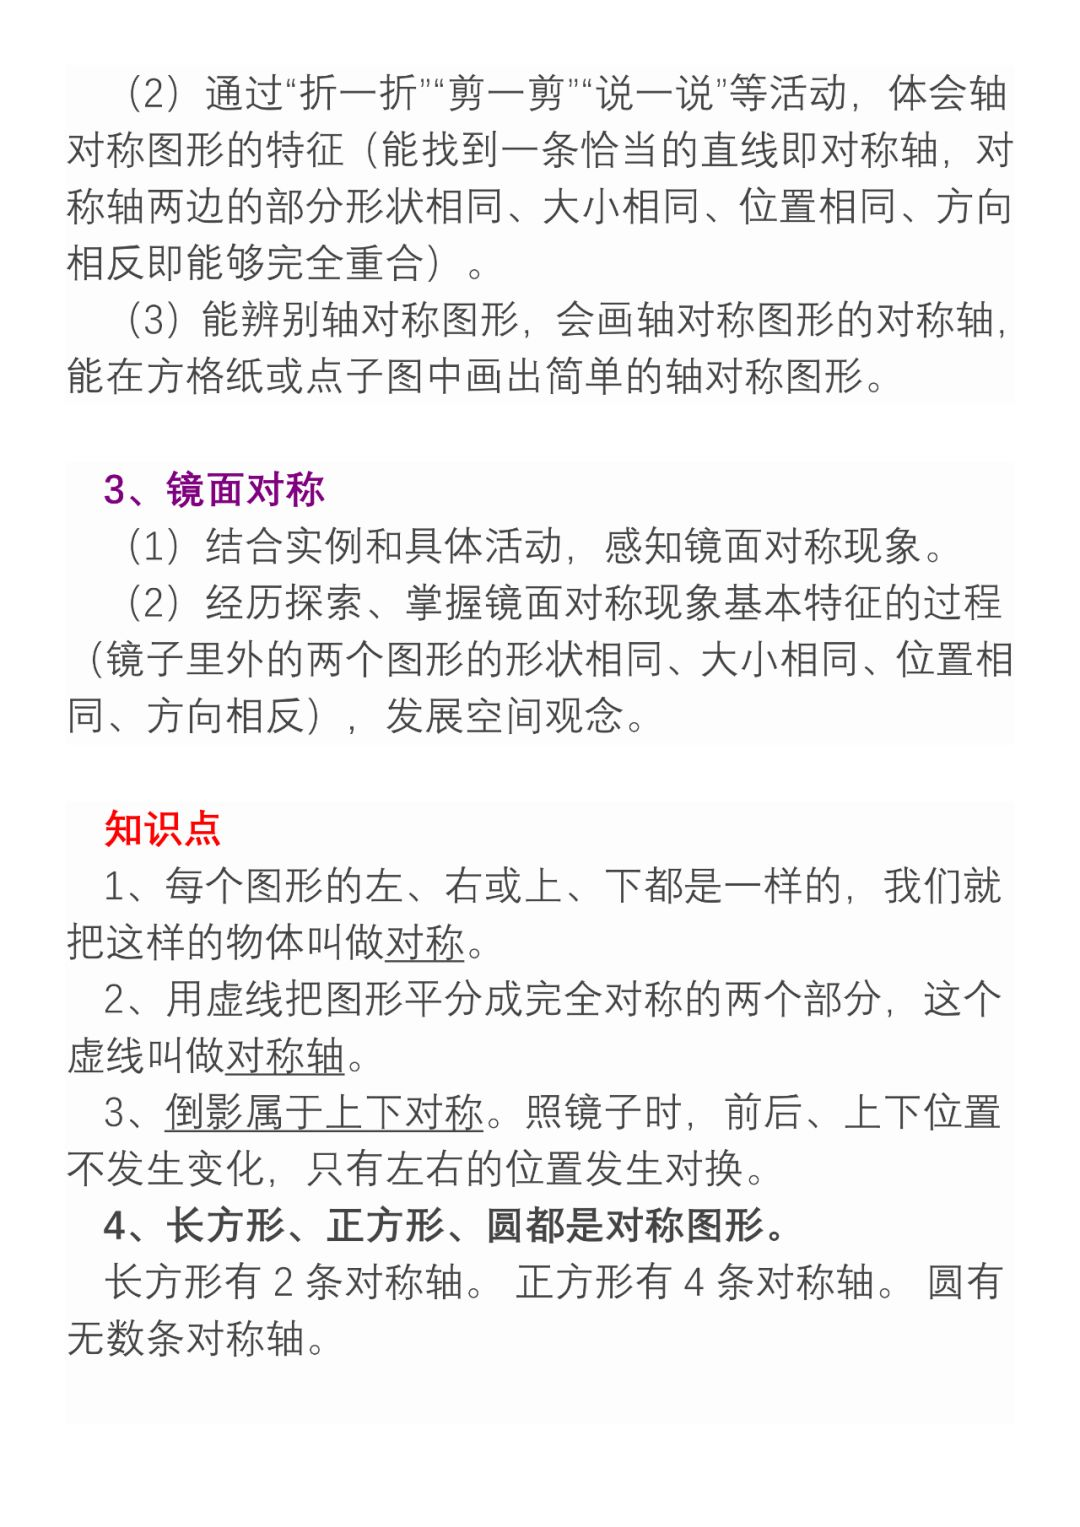 （2）通过“折一折”“剪一剪”“说一说”等活动，体会轴
对称图形的特征（能找到一条恰当的直线即对称轴，对
称轴两边的部分形状相同、大小相同、位置相同、方向
相反即能够完全重合）。
（3）能辨别轴对称图形，会画轴对称图形的对称轴，
能在方格纸或点子图中画出简单的轴对称图形。
3、镜面对称
（1）结合实例和具体活动，感知镜面对称现象。
（2）经历探索、掌握镜面对称现象基本特征的过程
（镜子里外的两个图形的形状相同、大小相同、位置相
同、方向相反），发展空间观念。
知识点
1、每个图形的左、右或上、下都是一样的，我们就
把这样的物体叫做对称。
2、用虚线把图形平分成完全对称的两个部分，这个
虚线叫做对称轴。
3、倒影属于上下对称。照镜子时，前后、上下位置
不发生变化，只有左右的位置发生对换。
4、长方形、正方形、圆都是对称图形。
长方形有 2 条对称轴。 正方形有 4 条对称轴。 圆有
无数条对称轴。